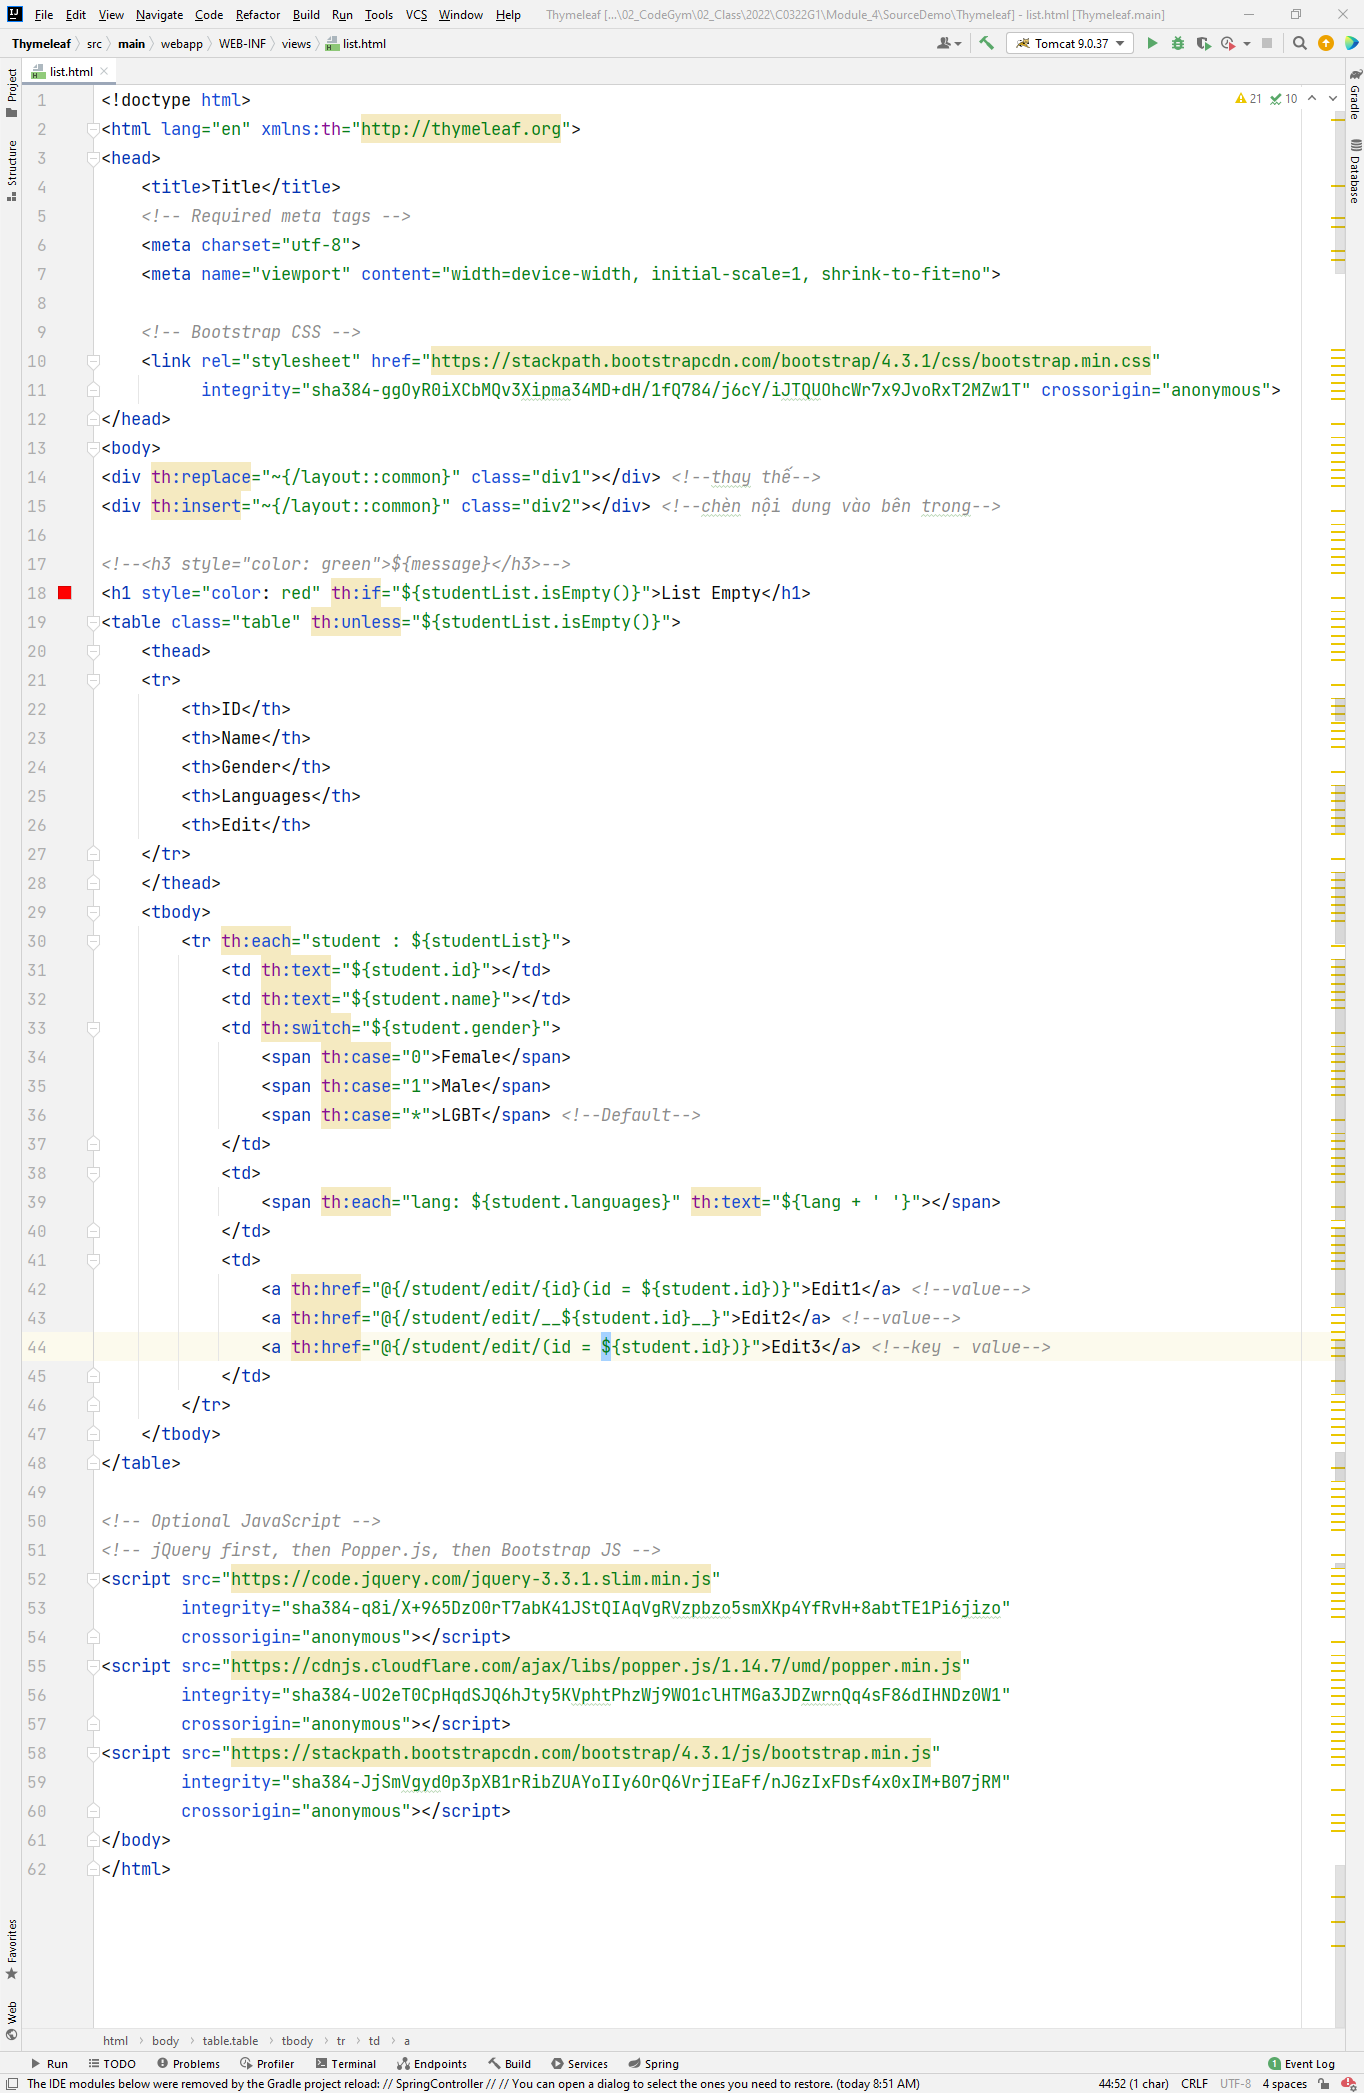 File Edit View Navigate Code Refactor Build Run Tools VCS Window Help Thymeleaf [...\02_CodeGym\02_Class\2022\C0322G1\Module_4\SourceDemo\Thymeleaf] - list.html [Thymeleaf.main]
Thymeleaf src main webapp WEB-INF views list.html Tomcat 9.0.37
list.html
Project
Structure
Favorites
Web
Gradle
Database
21 10
1 <!doctype html>
2 <html lang="en" xmlns:th="http://thymeleaf.org">
3 <head>
4     <title>Title</title>
5     <!-- Required meta tags -->
6     <meta charset="utf-8">
7     <meta name="viewport" content="width=device-width, initial-scale=1, shrink-to-fit=no">
8
9     <!-- Bootstrap CSS -->
10     <link rel="stylesheet" href="https://stackpath.bootstrapcdn.com/bootstrap/4.3.1/css/bootstrap.min.css"
11           integrity="sha384-ggOyR0iXCbMQv3Xipma34MD+dH/1fQ784/j6cY/iJTQUOhcWr7x9JvoRxT2MZw1T" crossorigin="anonymous">
12 </head>
13 <body>
14 <div th:replace="~{/layout::common}" class="div1"></div> <!--thay thế-->
15 <div th:insert="~{/layout::common}" class="div2"></div> <!--chèn nội dung vào bên trong-->
16
17 <!--<h3 style="color: green">${message}</h3>-->
18 <h1 style="color: red" th:if="${studentList.isEmpty()}">List Empty</h1>
19 <table class="table" th:unless="${studentList.isEmpty()}">
20     <thead>
21     <tr>
22         <th>ID</th>
23         <th>Name</th>
24         <th>Gender</th>
25         <th>Languages</th>
26         <th>Edit</th>
27     </tr>
28     </thead>
29     <tbody>
30         <tr th:each="student : ${studentList}">
31             <td th:text="${student.id}"></td>
32             <td th:text="${student.name}"></td>
33             <td th:switch="${student.gender}">
34                 <span th:case="0">Female</span>
35                 <span th:case="1">Male</span>
36                 <span th:case="*">LGBT</span> <!--Default-->
37             </td>
38             <td>
39                 <span th:each="lang: ${student.languages}" th:text="${lang + ' '}"></span>
40             </td>
41             <td>
42                 <a th:href="@{/student/edit/{id}(id = ${student.id})}">Edit1</a> <!--value-->
43                 <a th:href="@{/student/edit/__${student.id}__}">Edit2</a> <!--value-->
44                 <a th:href="@{/student/edit/(id = ${student.id})}">Edit3</a> <!--key - value-->
45             </td>
46         </tr>
47     </tbody>
48 </table>
49
50 <!-- Optional JavaScript -->
51 <!-- jQuery first, then Popper.js, then Bootstrap JS -->
52 <script src="https://code.jquery.com/jquery-3.3.1.slim.min.js"
53         integrity="sha384-q8i/X+965DzO0rT7abK41JStQIAqVgRVzpbzo5smXKp4YfRvH+8abtTE1Pi6jizo"
54         crossorigin="anonymous"></script>
55 <script src="https://cdnjs.cloudflare.com/ajax/libs/popper.js/1.14.7/umd/popper.min.js"
56         integrity="sha384-UO2eT0CpHqdSJQ6hJty5KVphtPhzWj9WO1clHTMGa3JDZwrnQq4sF86dIHNDz0W1"
57         crossorigin="anonymous"></script>
58 <script src="https://stackpath.bootstrapcdn.com/bootstrap/4.3.1/js/bootstrap.min.js"
59         integrity="sha384-JjSmVgyd0p3pXB1rRibZUAYoIIy6OrQ6VrjIEaFf/nJGzIxFDsf4x0xIM+B07jRM"
60         crossorigin="anonymous"></script>
61 </body>
62 </html>
html body table.table tbody tr td a
Run TODO Problems Profiler Terminal Endpoints Build Services Spring 1 Event Log
The IDE modules below were removed by the Gradle project reload: // SpringController // // You can open a dialog to select the ones you need to restore. (today 8:51 AM) 44:52 (1 char) CRLF UTF-8 4 spaces